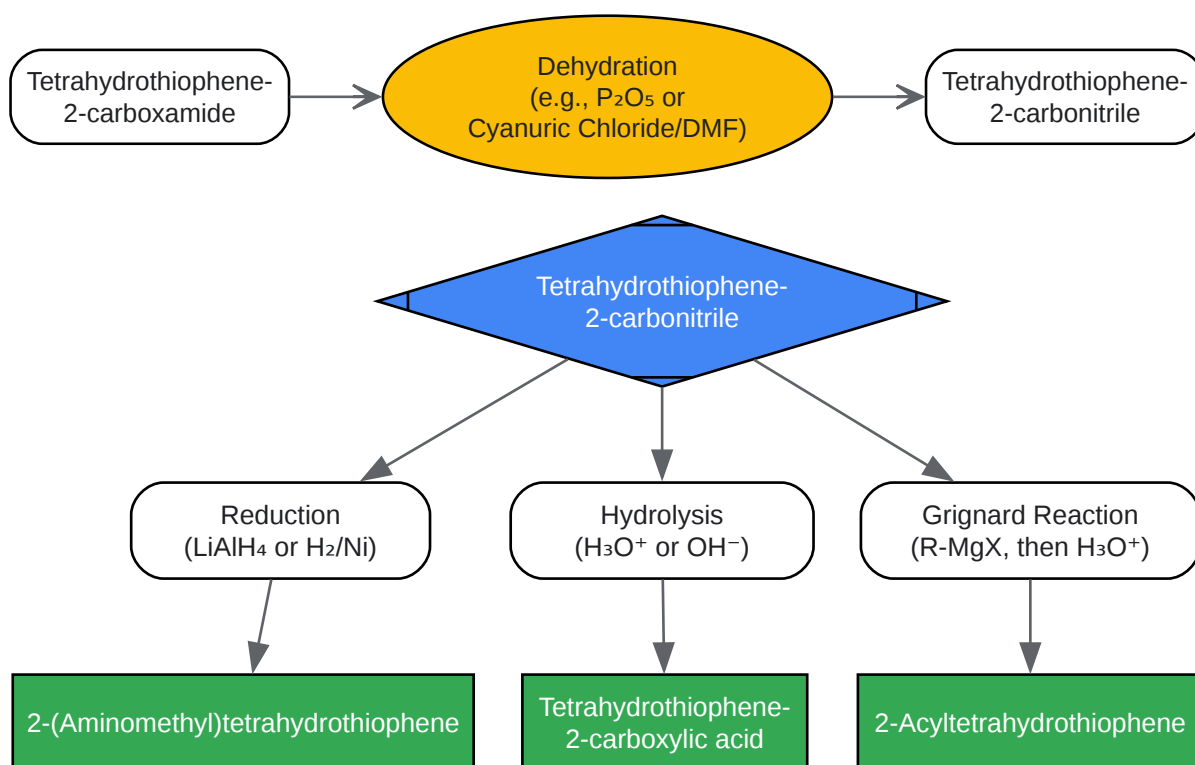 Tetrahydrothiophene-
2-carboxamide
Dehydration
(e.g., P₂O₅ or
Cyanuric Chloride/DMF)
Tetrahydrothiophene-
2-carbonitrile
Tetrahydrothiophene-
2-carbonitrile
Reduction
(LiAlH₄ or H₂/Ni)
Hydrolysis
(H₃O⁺ or OH⁻)
Grignard Reaction
(R-MgX, then H₃O⁺)
2-(Aminomethyl)tetrahydrothiophene
Tetrahydrothiophene-
2-carboxylic acid
2-Acyltetrahydrothiophene